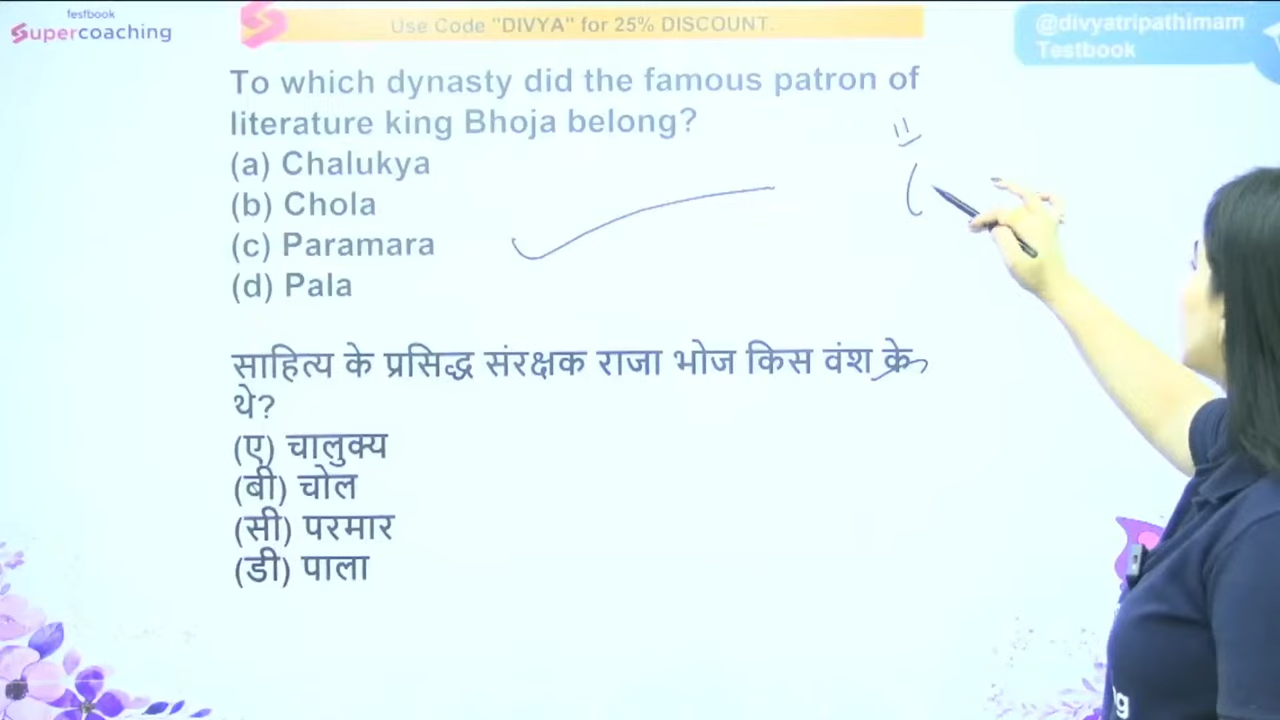 testbook
Supercoaching
Use Code "DIVYA" for 25% DISCOUNT.
@divyatripathimam
Testbook
To which dynasty did the famous patron of
literature king Bhoja belong?
(a) Chalukya
(b) Chola
(c) Paramara
(d) Pala
साहित्य के प्रसिद्ध संरक्षक राजा भोज किस वंश के
थे?
(ए) चालुक्य
(बी) चोल
(सी) परमार
(डी) पाला